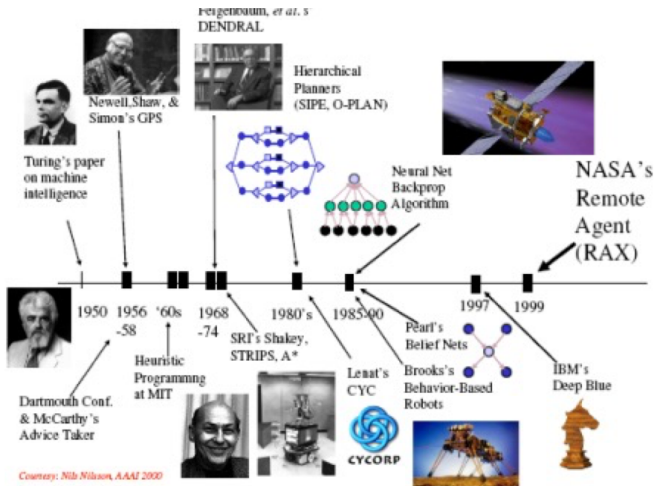 Feigenbaum, et al.s'
DENDRAL
Newell,Shaw, &
Simon's GPS
Hierarchical
Planners
(SIPE, O-PLAN)
Turing's paper
on machine
intelligence
Neural Net
Backprop
Algorithm
NASA's
Remote
Agent
(RAX)
1950
1956
-58
'60s
1968
-74
1980's
1985-90
1997
1999
Dartmouth Conf.
& McCarthy's
Advice Taker
Heuristic
Programmng
at MIT
SRI's Shakey,
STRIPS, A*
Lenat's
CYC
CYCORP
Pearl's
Belief Nets
Brooks's
Behavior-Based
Robots
IBM's
Deep Blue
Courtesy: Nils Nilsson, AAAI 2000